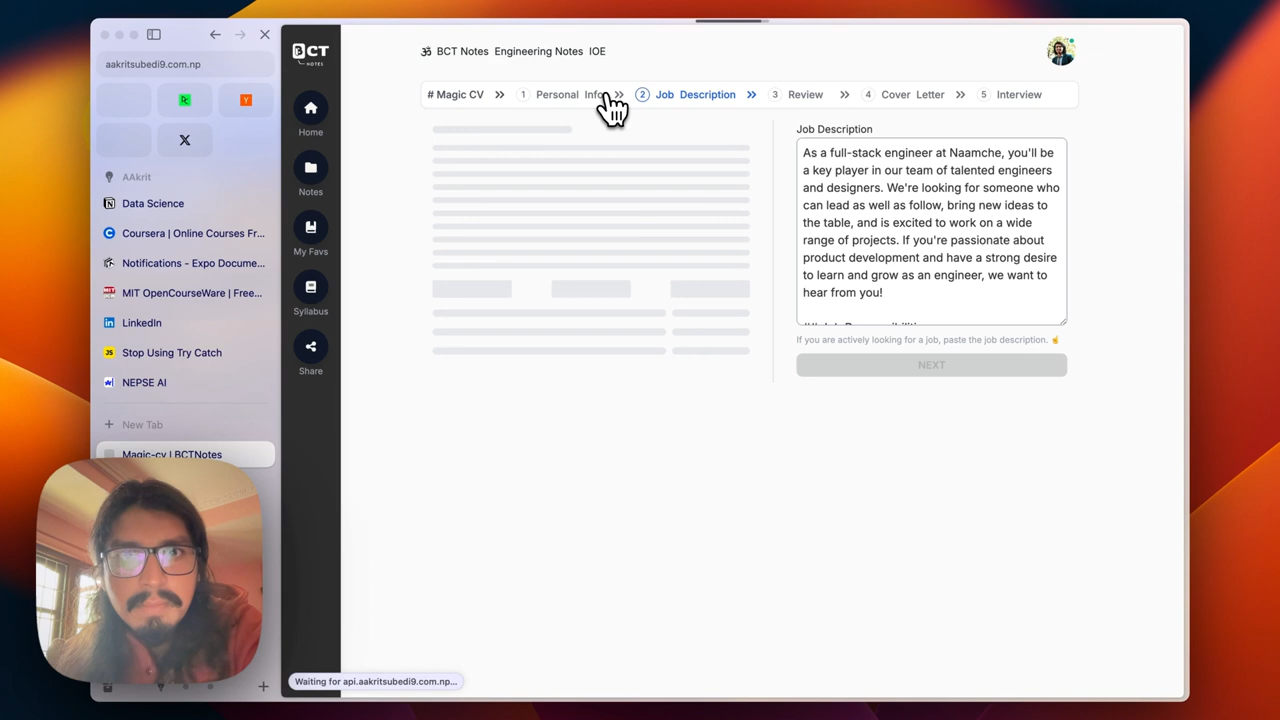 aakritsubedi9.com.np
AAkrit
Data Science
Coursera | Online Courses Fr...
Notifications - Expo Docume...
MIT OpenCourseWare | Free...
LinkedIn
Stop Using Try Catch
NEPSE AI
New Tab
Magic-cv | BCTNotes
BCT
NOTES
Home
Notes
My Favs
Syllabus
Share
ॐ BCT Notes Engineering Notes IOE
# Magic CV » 1 Personal Info » 2 Job Description » 3 Review » 4 Cover Letter » 5 Interview
Job Description
As a full-stack engineer at Naamche, you'll be
a key player in our team of talented engineers
and designers. We're looking for someone who
can lead as well as follow, bring new ideas to
the table, and is excited to work on a wide
range of projects. If you're passionate about
product development and have a strong desire
to learn and grow as an engineer, we want to
hear from you!
If you are actively looking for a job, paste the job description. ☝
NEXT
Waiting for api.aakritsubedi9.com.np...